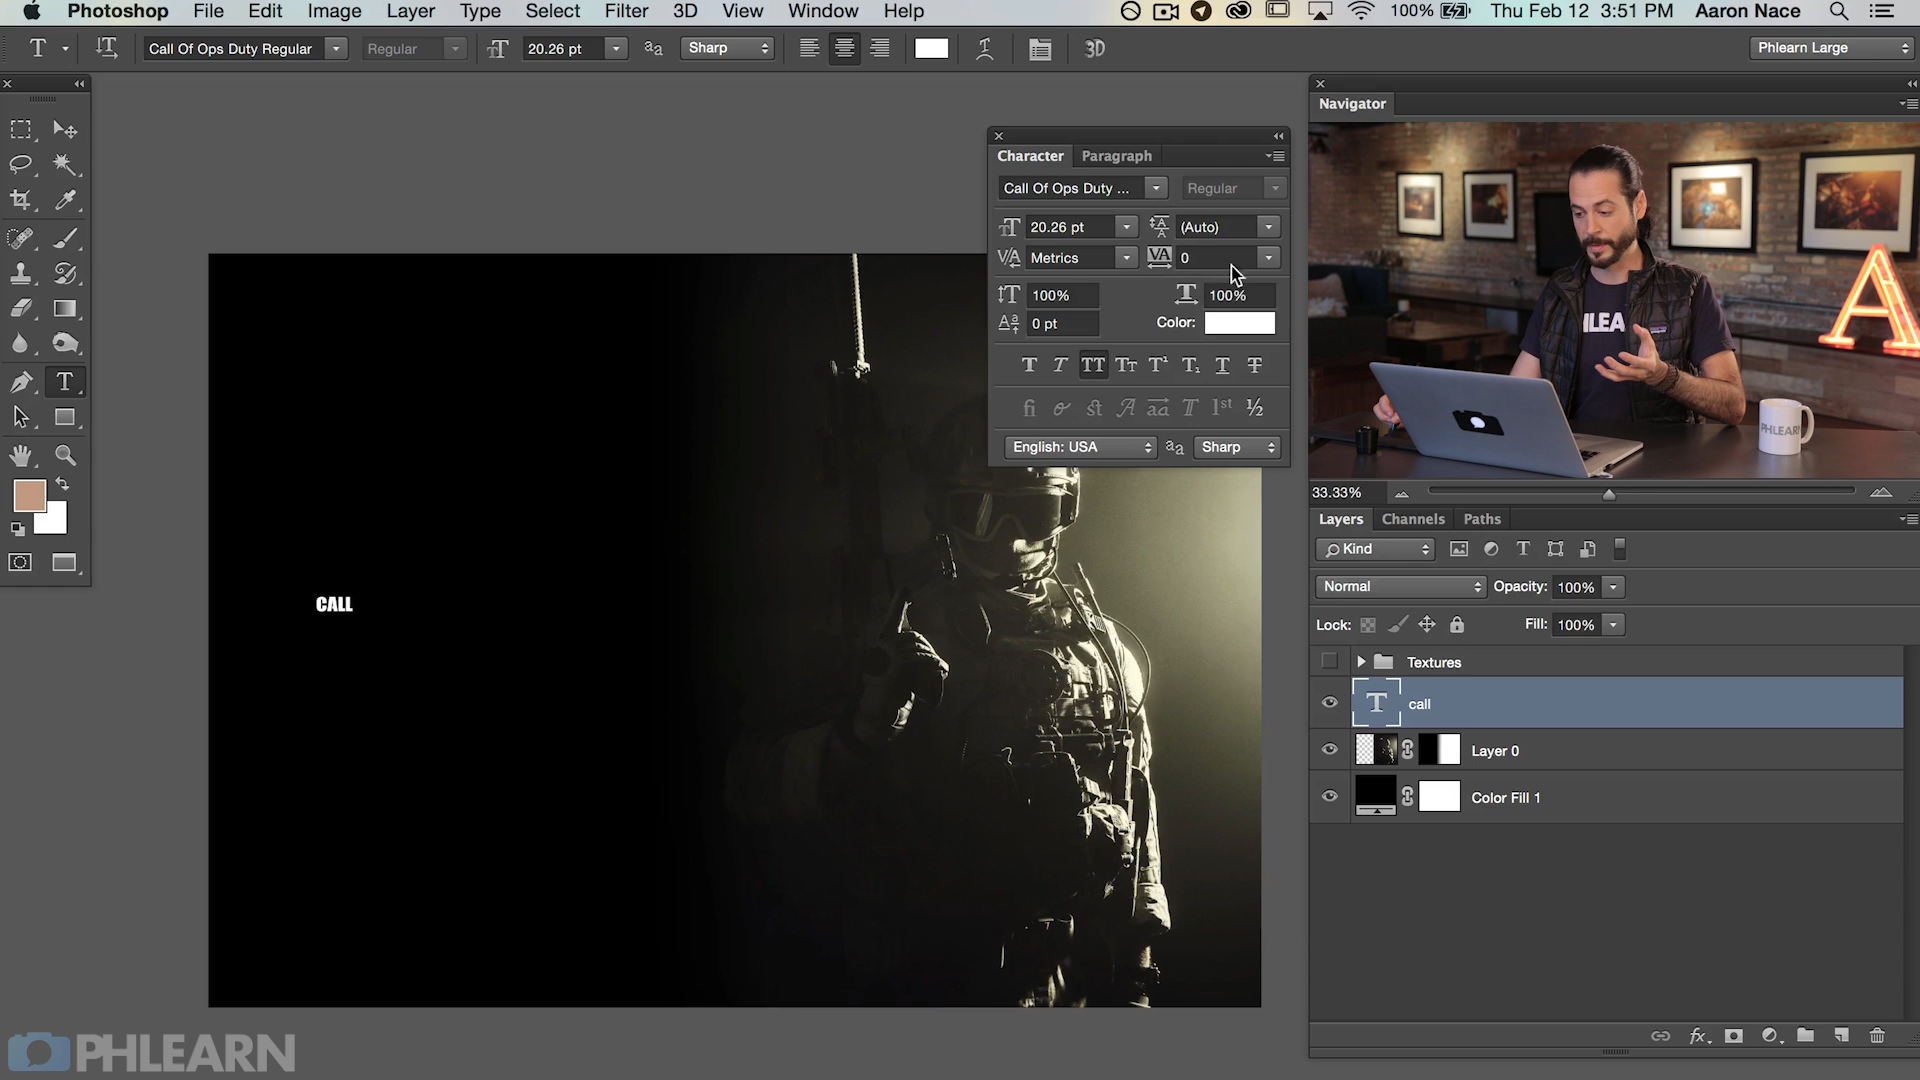 Photoshop File Edit Image Layer Type Select Filter 3D View Window Help 100% Thu Feb 12 3:51 PM Aaron Nace
T Call Of Ops Duty Regular Regular 20.26 pt aa Sharp 3D Phlearn Large
Navigator
Character Paragraph
Call Of Ops Duty ... Regular
20.26 pt (Auto)
Metrics 0
100% 100%
0 pt Color:
English: USA aa Sharp
CALL
PHLEARN
PHLEARN
33.33%
Layers Channels Paths
Kind
Normal Opacity: 100%
Lock: Fill: 100%
Textures
call
Layer 0
Color Fill 1